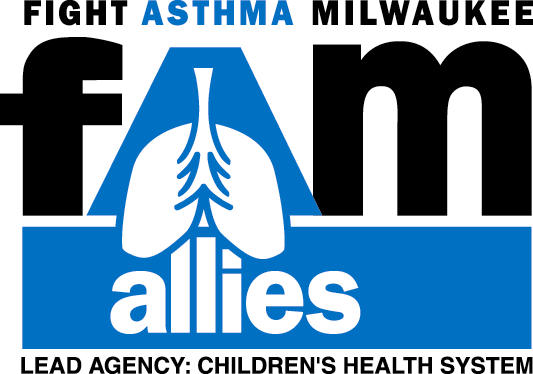 FIGHT ASTHMA MILWAUKEE
fAm
allies
LEAD AGENCY: CHILDREN'S HEALTH SYSTEM